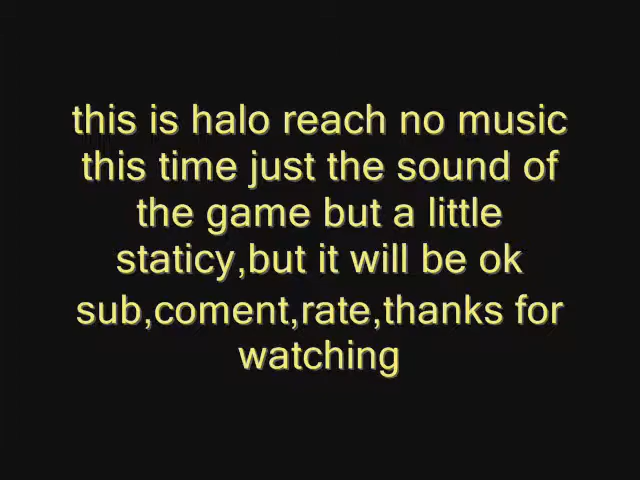 this is halo reach no music
this time just the sound of
the game but a little
staticy,but it will be ok
sub,coment,rate,thanks for
watching